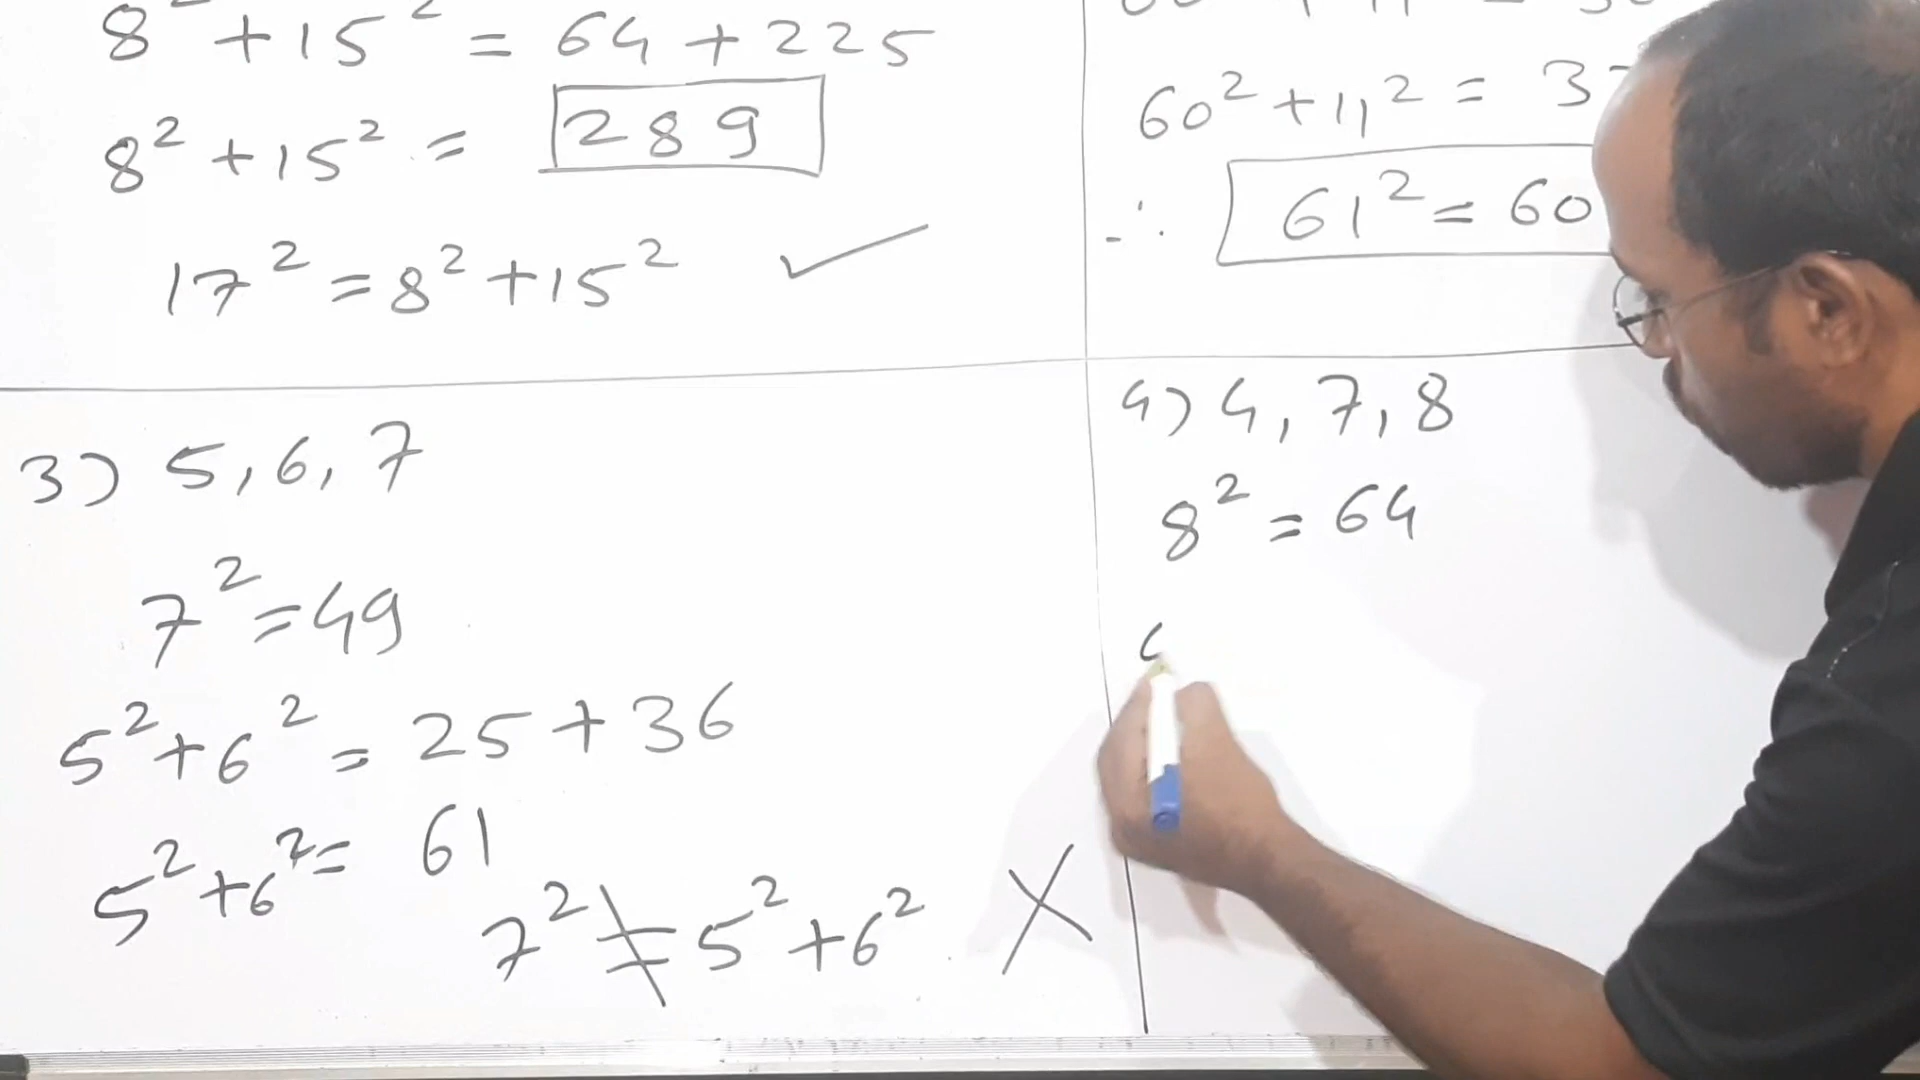 8² + 15² = 64 + 225
8² + 15² = 289
17² = 8² + 15²
60² + 11² = 3
∴ 61² = 60
3) 5, 6, 7
7² = 49
5² + 6² = 25 + 36
5² + 6² = 61
7² ≠ 5² + 6²
4) 4, 7, 8
8² = 64